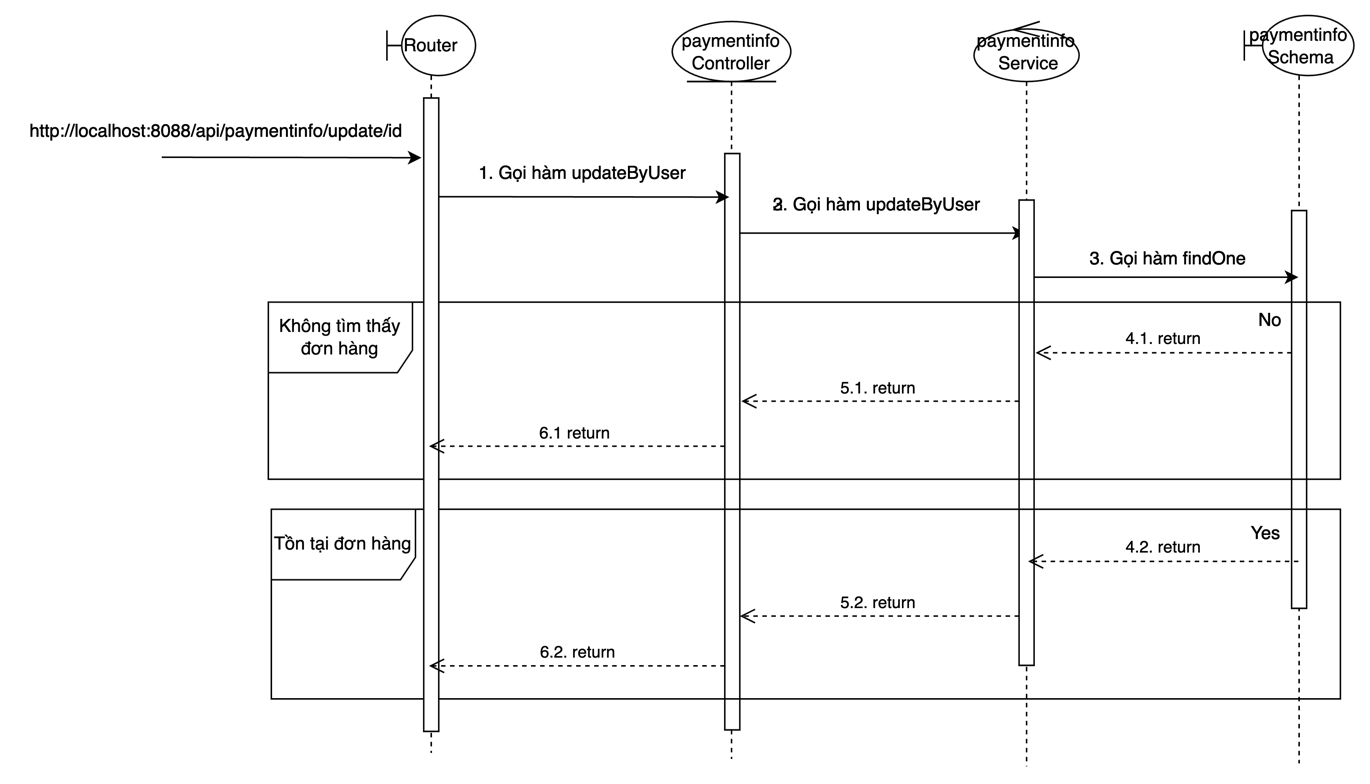 Router
paymentinfo
Controller
paymentinfo
Service
paymentinfo
Schema
http://localhost:8088/api/paymentinfo/update/id
1. Gọi hàm updateByUser
2. Gọi hàm updateByUser
3. Gọi hàm findOne
Không tìm thấy
đơn hàng
No
4.1. return
5.1. return
6.1 return
Tồn tại đơn hàng
Yes
4.2. return
5.2. return
6.2. return